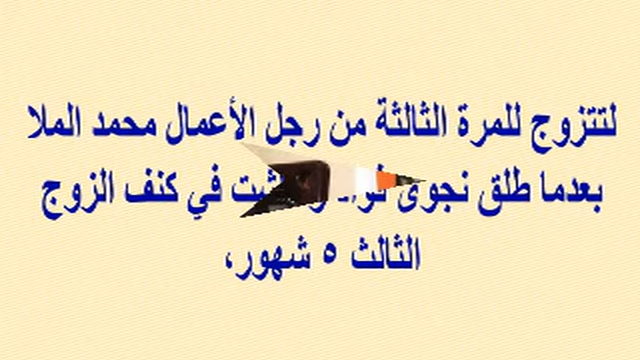 لتتزوج للمرة الثالثة من رجل الأعمال محمد الملا
بعدما طلق نجوى في كنف الزوج
الثالث ٥ شهور،